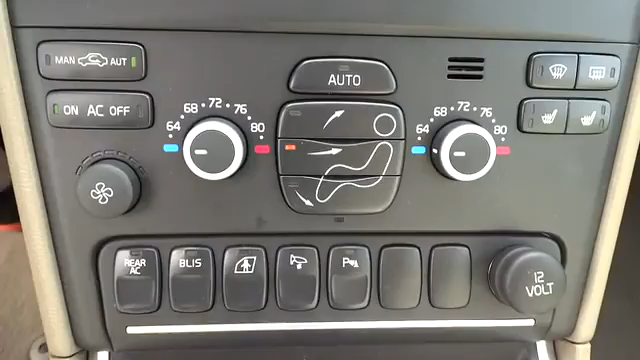 MAN AUT
AUTO
ON AC OFF
64 68 72 76 80
64 68 72 76 80
REAR
AC
BLIS
P
12
VOLT